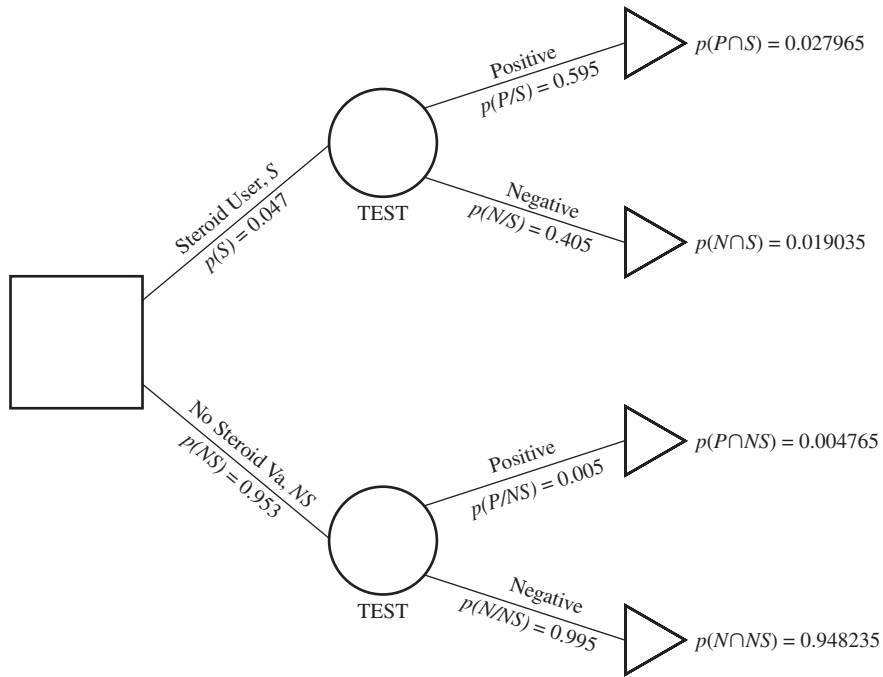 Positive
p(P/S) = 0.595
p(P∩S) = 0.027965
Steroid User, S
p(S) = 0.047
TEST
Negative
p(N/S) = 0.405
p(N∩S) = 0.019035
No Steroid Va, NS
p(NS) = 0.953
Positive
p(P/NS) = 0.005
p(P∩NS) = 0.004765
TEST
Negative
p(N/NS) = 0.995
p(N∩NS) = 0.948235